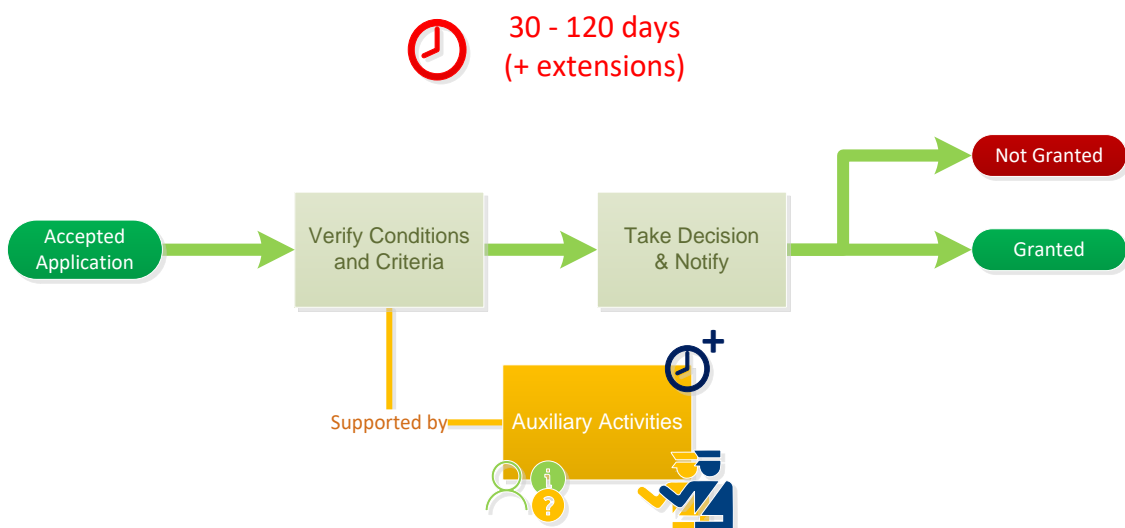 30 - 120 days
(+ extensions)
Not Granted
Accepted
Application
Verify Conditions
and Criteria
Take Decision
& Notify
Granted
Supported by
Auxiliary Activities
i
?